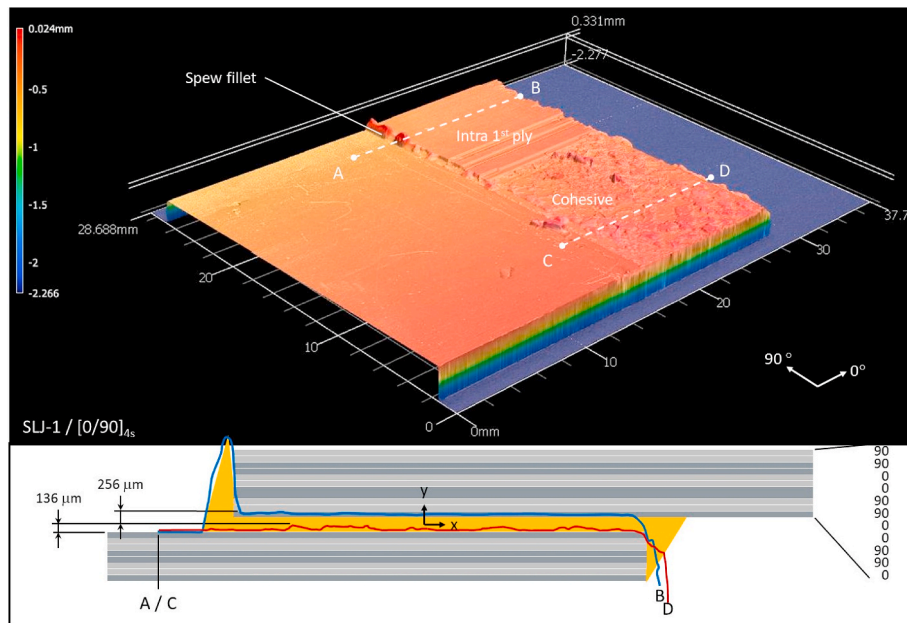 0.024mm
-0.5
-1
-1.5
-2
-2.266
0.331mm
-2.277
Spew fillet
B
Intra 1st ply
A
D
Cohesive
C
28.688mm
20
10
0
0mm
10
20
30
37.7
90 °
0°
SLJ-1 / [0/90]4s
136 μm
256 μm
y
x
A / C
B
D
90
90
0
0
90
90
0
0
90
90
0